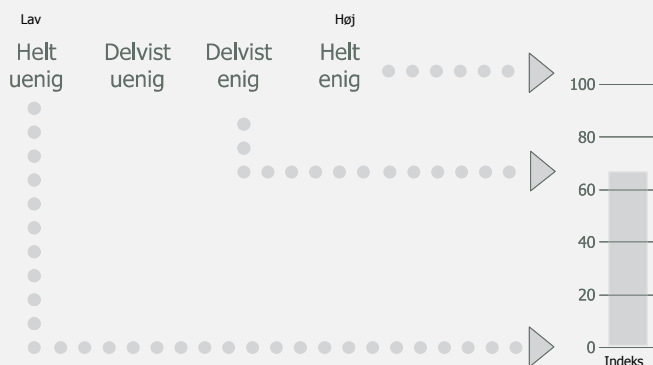 Lav Høj
Helt Delvist Delvist Helt
uenig uenig enig enig
100
80
60
40
20
0
Indeks